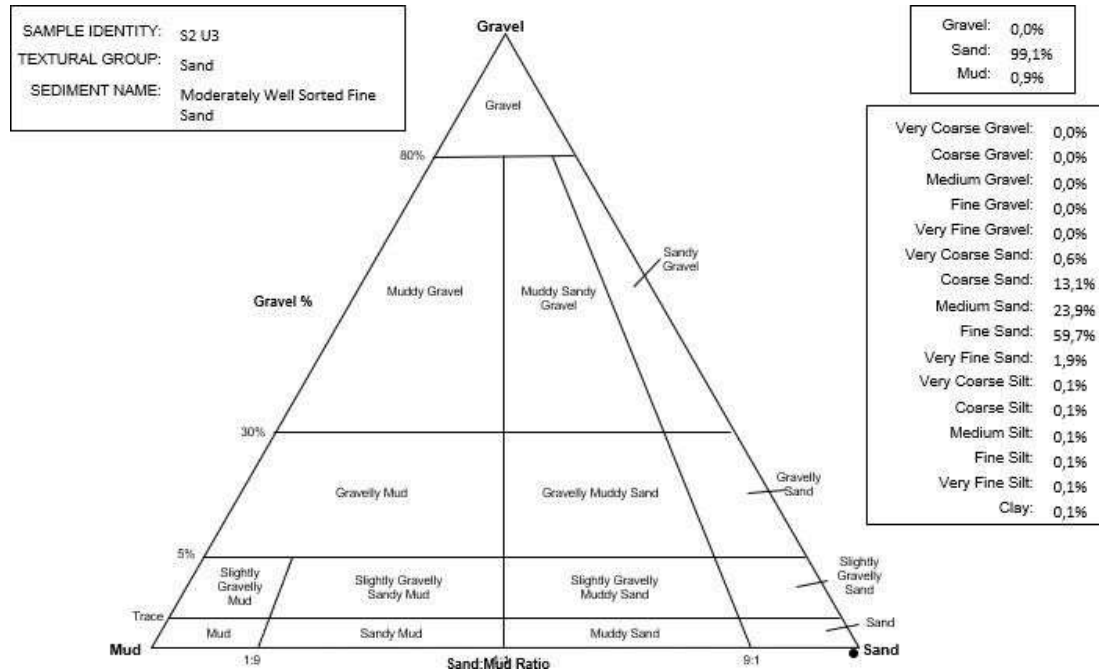 SAMPLE IDENTITY: S2 U3
TEXTURAL GROUP: Sand
SEDIMENT NAME: Moderately Well Sorted Fine
Sand
Gravel: 0,0%
Sand: 99,1%
Mud: 0,9%
Very Coarse Gravel: 0,0%
Coarse Gravel: 0,0%
Medium Gravel: 0,0%
Fine Gravel: 0,0%
Very Fine Gravel: 0,0%
Very Coarse Sand: 0,6%
Coarse Sand: 13,1%
Medium Sand: 23,9%
Fine Sand: 59,7%
Very Fine Sand: 1,9%
Very Coarse Silt: 0,1%
Coarse Silt: 0,1%
Medium Silt: 0,1%
Fine Silt: 0,1%
Very Fine Silt: 0,1%
Clay: 0,1%
Gravel
Gravel
80%
Sandy
Gravel
Gravel %
Muddy Gravel
Muddy Sandy
Gravel
30%
Gravelly Mud
Gravelly Muddy Sand
Gravelly
Sand
5%
Slightly
Gravelly
Mud
Slightly Gravelly
Sandy Mud
Slightly Gravelly
Muddy Sand
Slightly
Gravelly
Sand
Trace
Mud
Sandy Mud
Muddy Sand
Sand
Mud
Sand
1:9
9:1
Sand:Mud Ratio